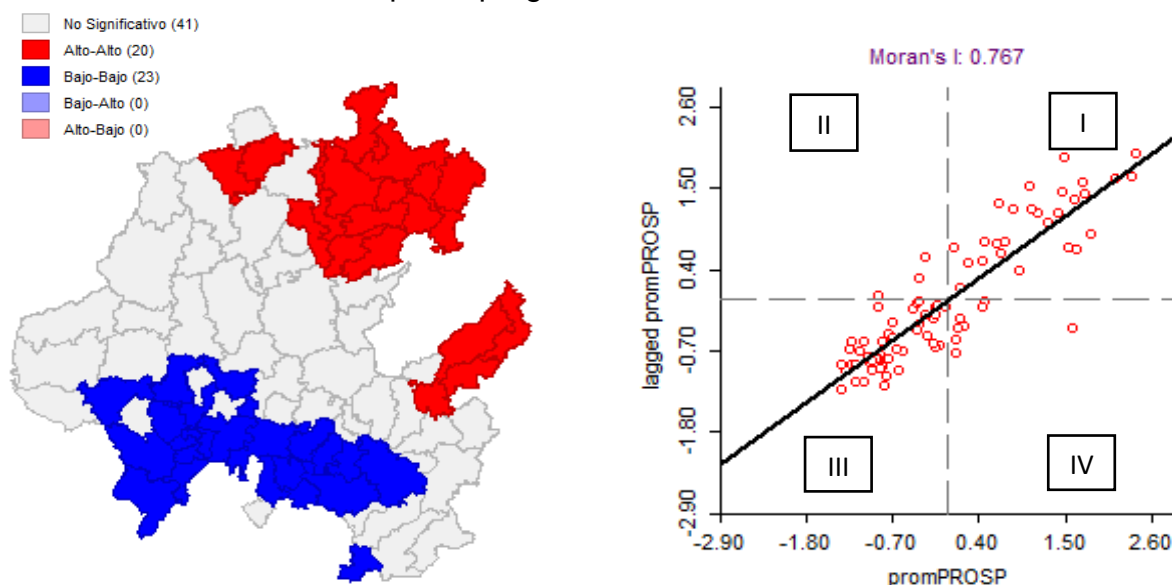 No Significativo (41)
Alto-Alto (20)
Bajo-Bajo (23)
Bajo-Alto (0)
Alto-Bajo (0)
Moran's I: 0.767
II
I
III
IV
lagged promPROSP
2.60
1.50
0.40
-0.70
-1.80
-2.90
-2.90 -1.80 -0.70 0.40 1.50 2.60
promPROSP